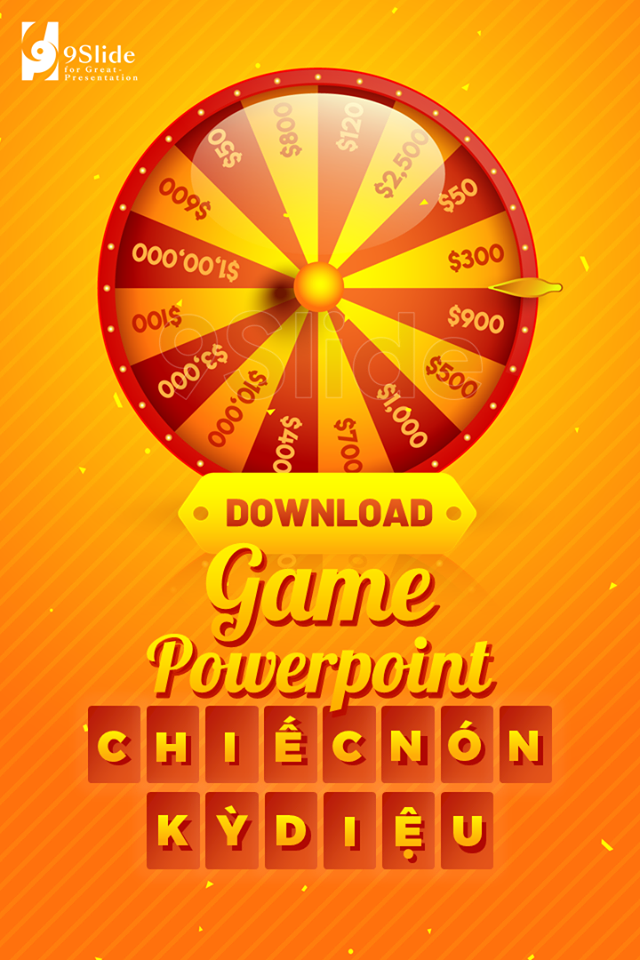 9Slide
for Great-
Presentation
$50
$800
$120
$2,500
$50
$600
$300
$1,00,000
$900
$100
$3,000
$500
$10,000
$1,000
$400
$700
9Slide
DOWNLOAD
Game
Powerpoint
CHIẾC NÓN
KỲ DIỆU